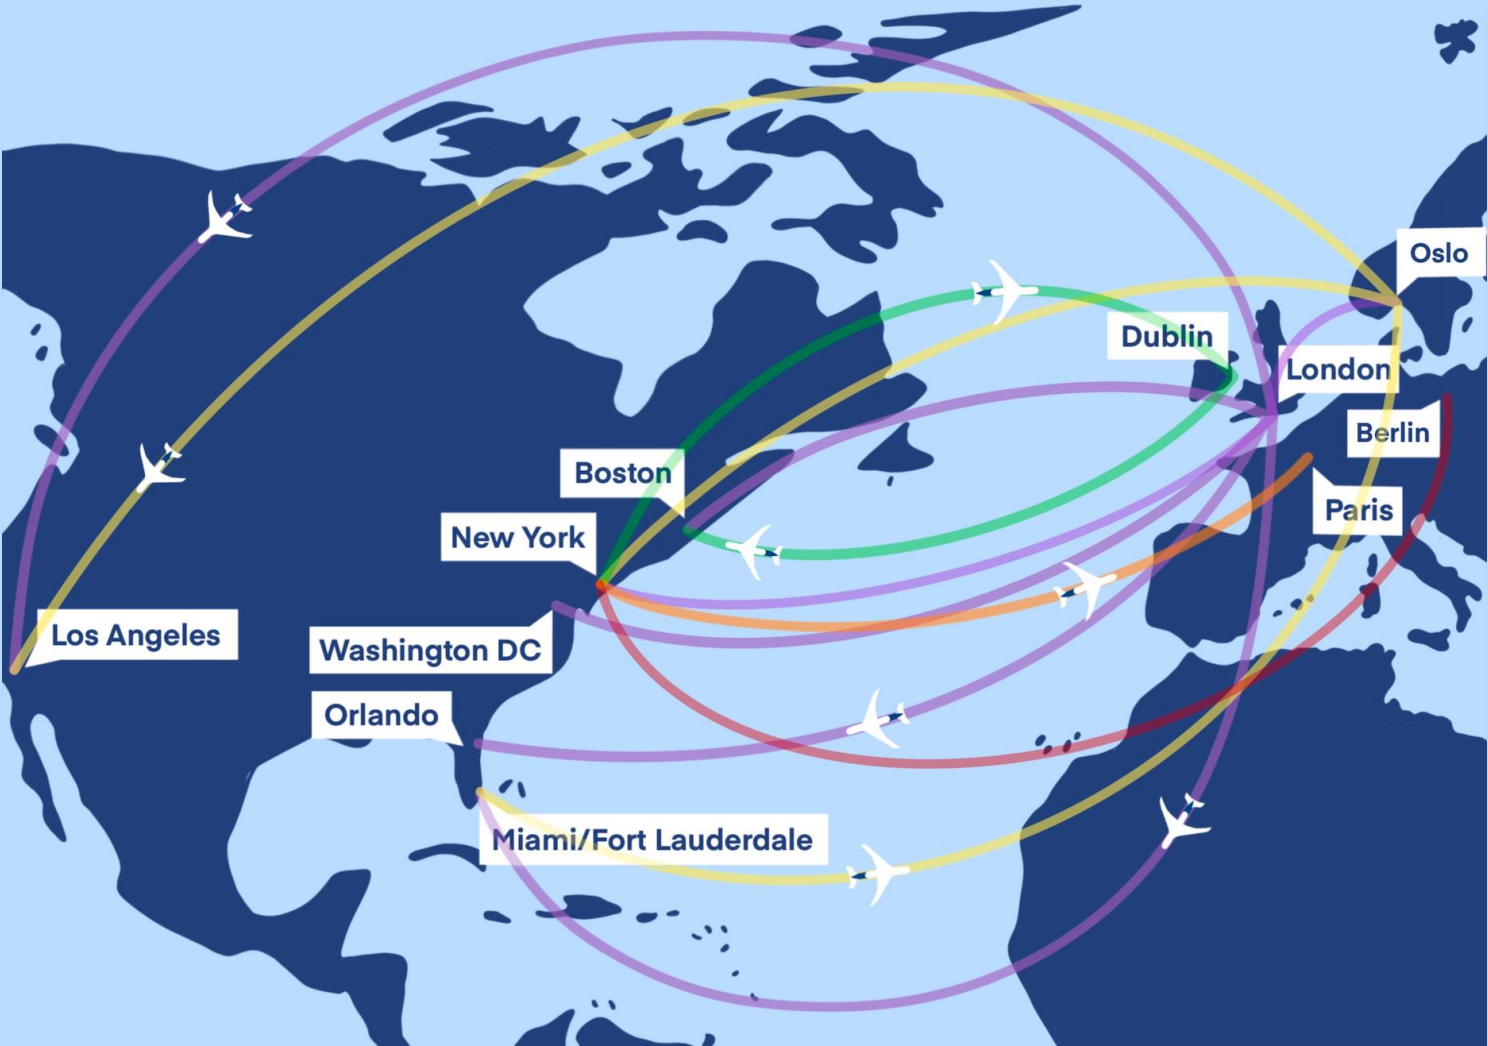 Oslo
Dublin
London
Berlin
Boston
Paris
New York
Los Angeles
Washington DC
Orlando
Miami/Fort Lauderdale